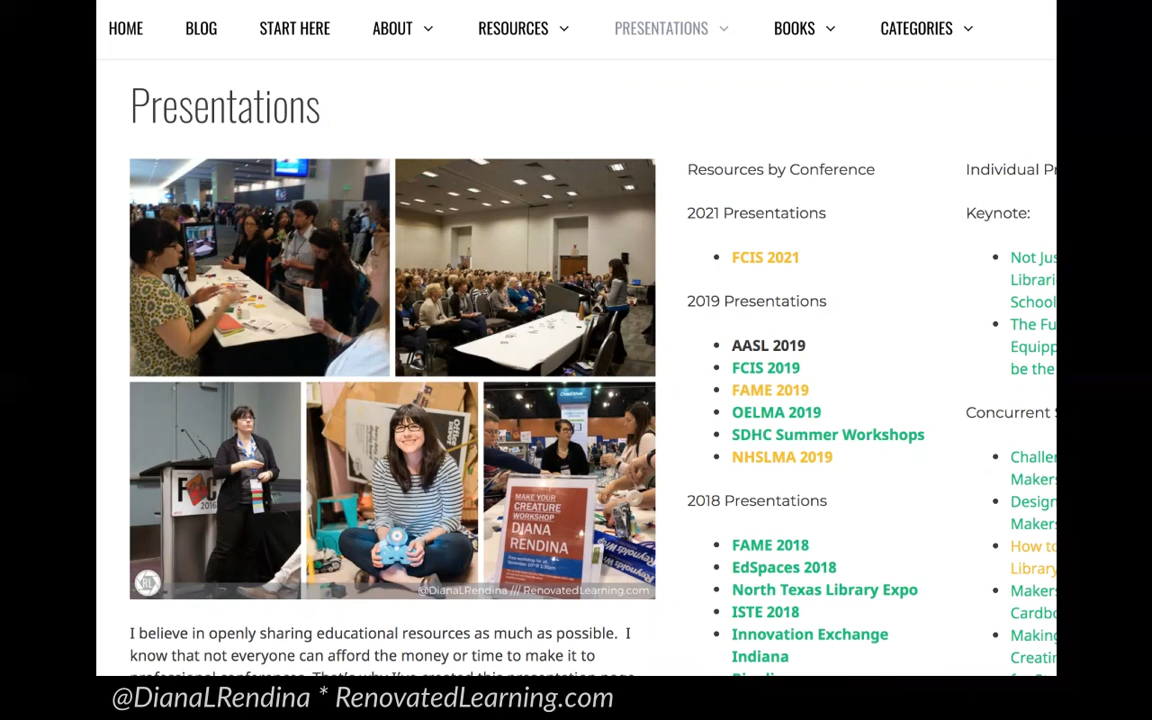 HOME BLOG START HERE ABOUT RESOURCES PRESENTATIONS BOOKS CATEGORIES
Presentations
MAKE YOUR
CREATURE
WORKSHOP
DIANA
RENDINA
RL
@DianaLRendina /// RenovatedLearning.com
I believe in openly sharing educational resources as much as possible. I
know that not everyone can afford the money or time to make it to
Resources by Conference
2021 Presentations
FCIS 2021
2019 Presentations
AASL 2019
FCIS 2019
FAME 2019
OELMA 2019
SDHC Summer Workshops
NHSLMA 2019
2018 Presentations
FAME 2018
EdSpaces 2018
North Texas Library Expo
ISTE 2018
Innovation Exchange
Indiana
Individual Pr
Keynote:
Not Jus
Librari
School
The Fu
Equipp
be the
Concurrent S
Challer
Makers
Design
Makers
How to
Library
Makers
Cardbo
Making
Creatin
@DianaLRendina * RenovatedLearning.com